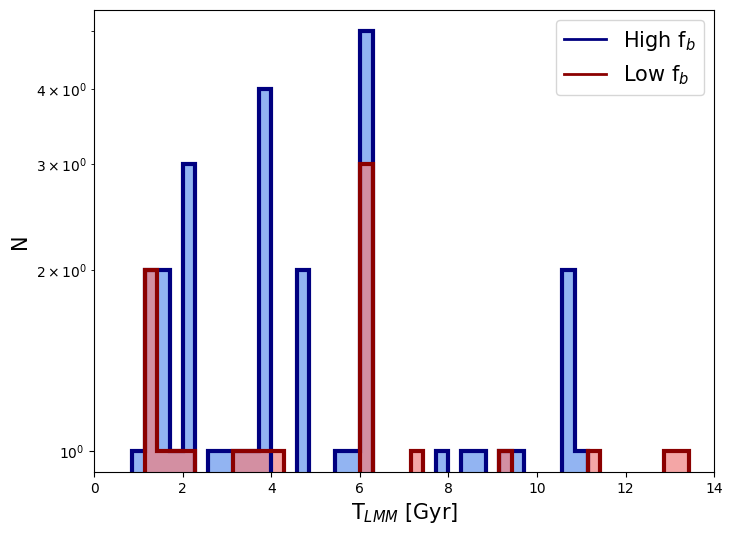 High f_b
Low f_b
4 × 10^0
3 × 10^0
2 × 10^0
10^0
N
0 2 4 6 8 10 12 14
T_LMM [Gyr]